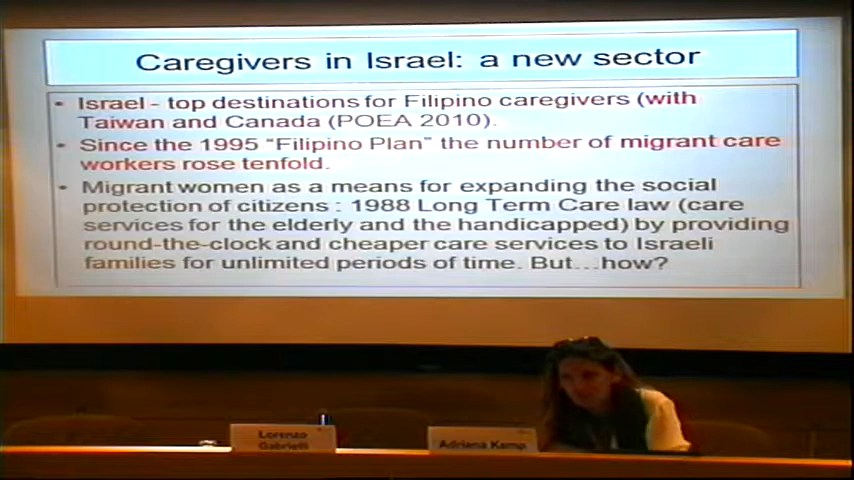 Caregivers in Israel: a new sector
• Israel - top destinations for Filipino caregivers (with
Taiwan and Canada (POEA 2010).
• Since the 1995 "Filipino Plan" the number of migrant care
workers rose tenfold.
• Migrant women as a means for expanding the social
protection of citizens : 1988 Long Term Care law (care
services for the elderly and the handicapped) by providing
round-the-clock and cheaper care services to Israeli
families for unlimited periods of time. But...how?
Lorenzo
Gabrielli
Adriana Kemp